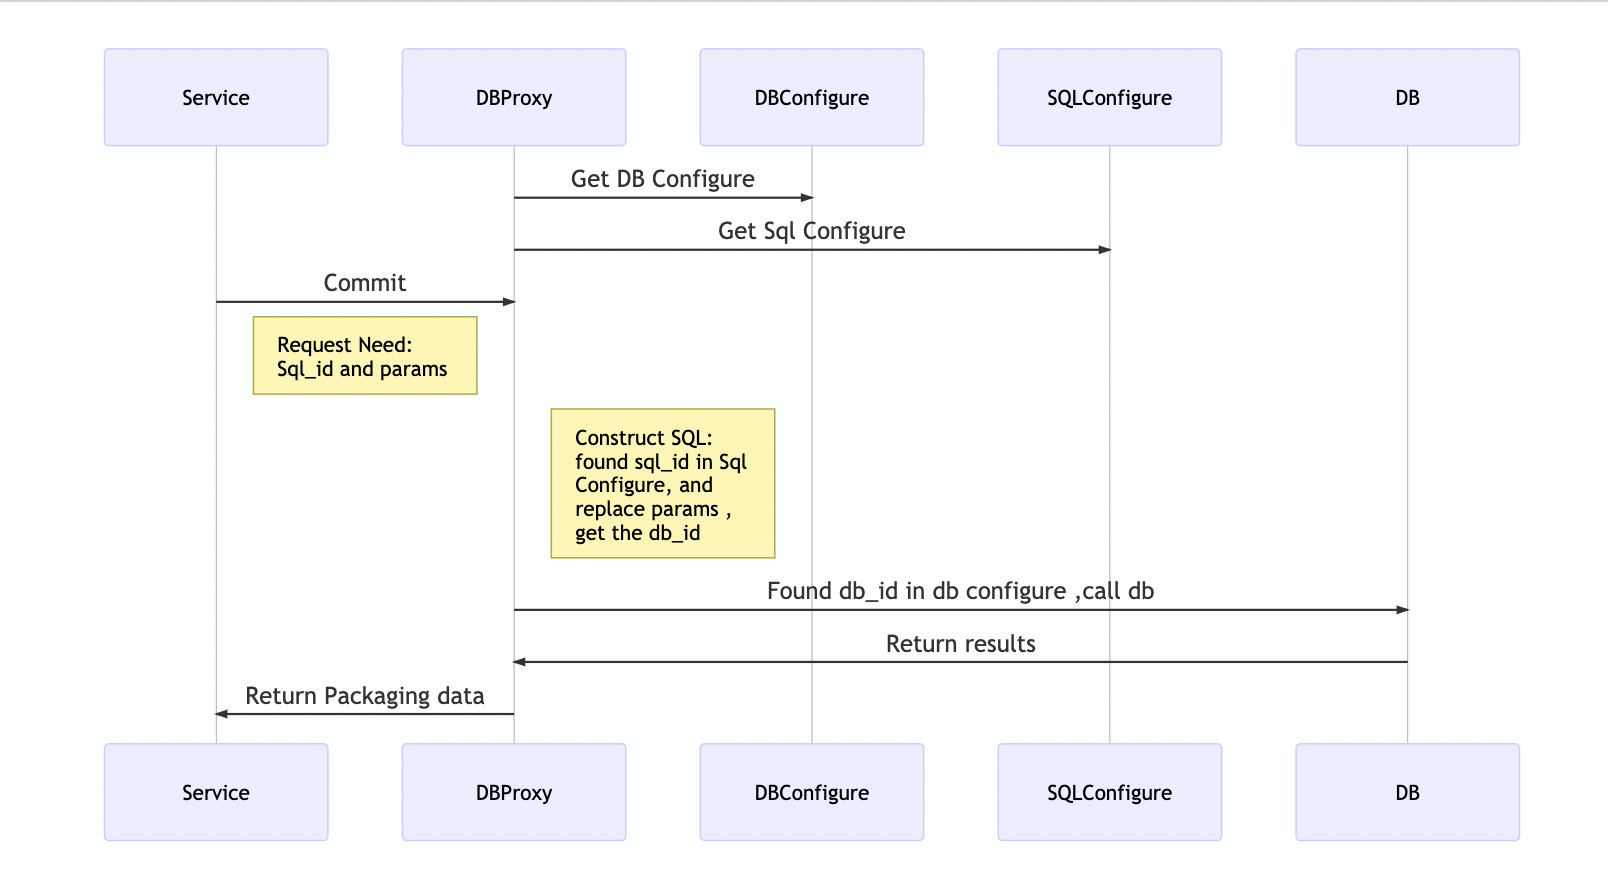 Service
DBProxy
DBConfigure
SQLConfigure
DB
Get DB Configure
Get Sql Configure
Commit
Request Need:
Sql_id and params
Construct SQL:
found sql_id in Sql
Configure, and
replace params ,
get the db_id
Found db_id in db configure ,call db
Return results
Return Packaging data
Service
DBProxy
DBConfigure
SQLConfigure
DB